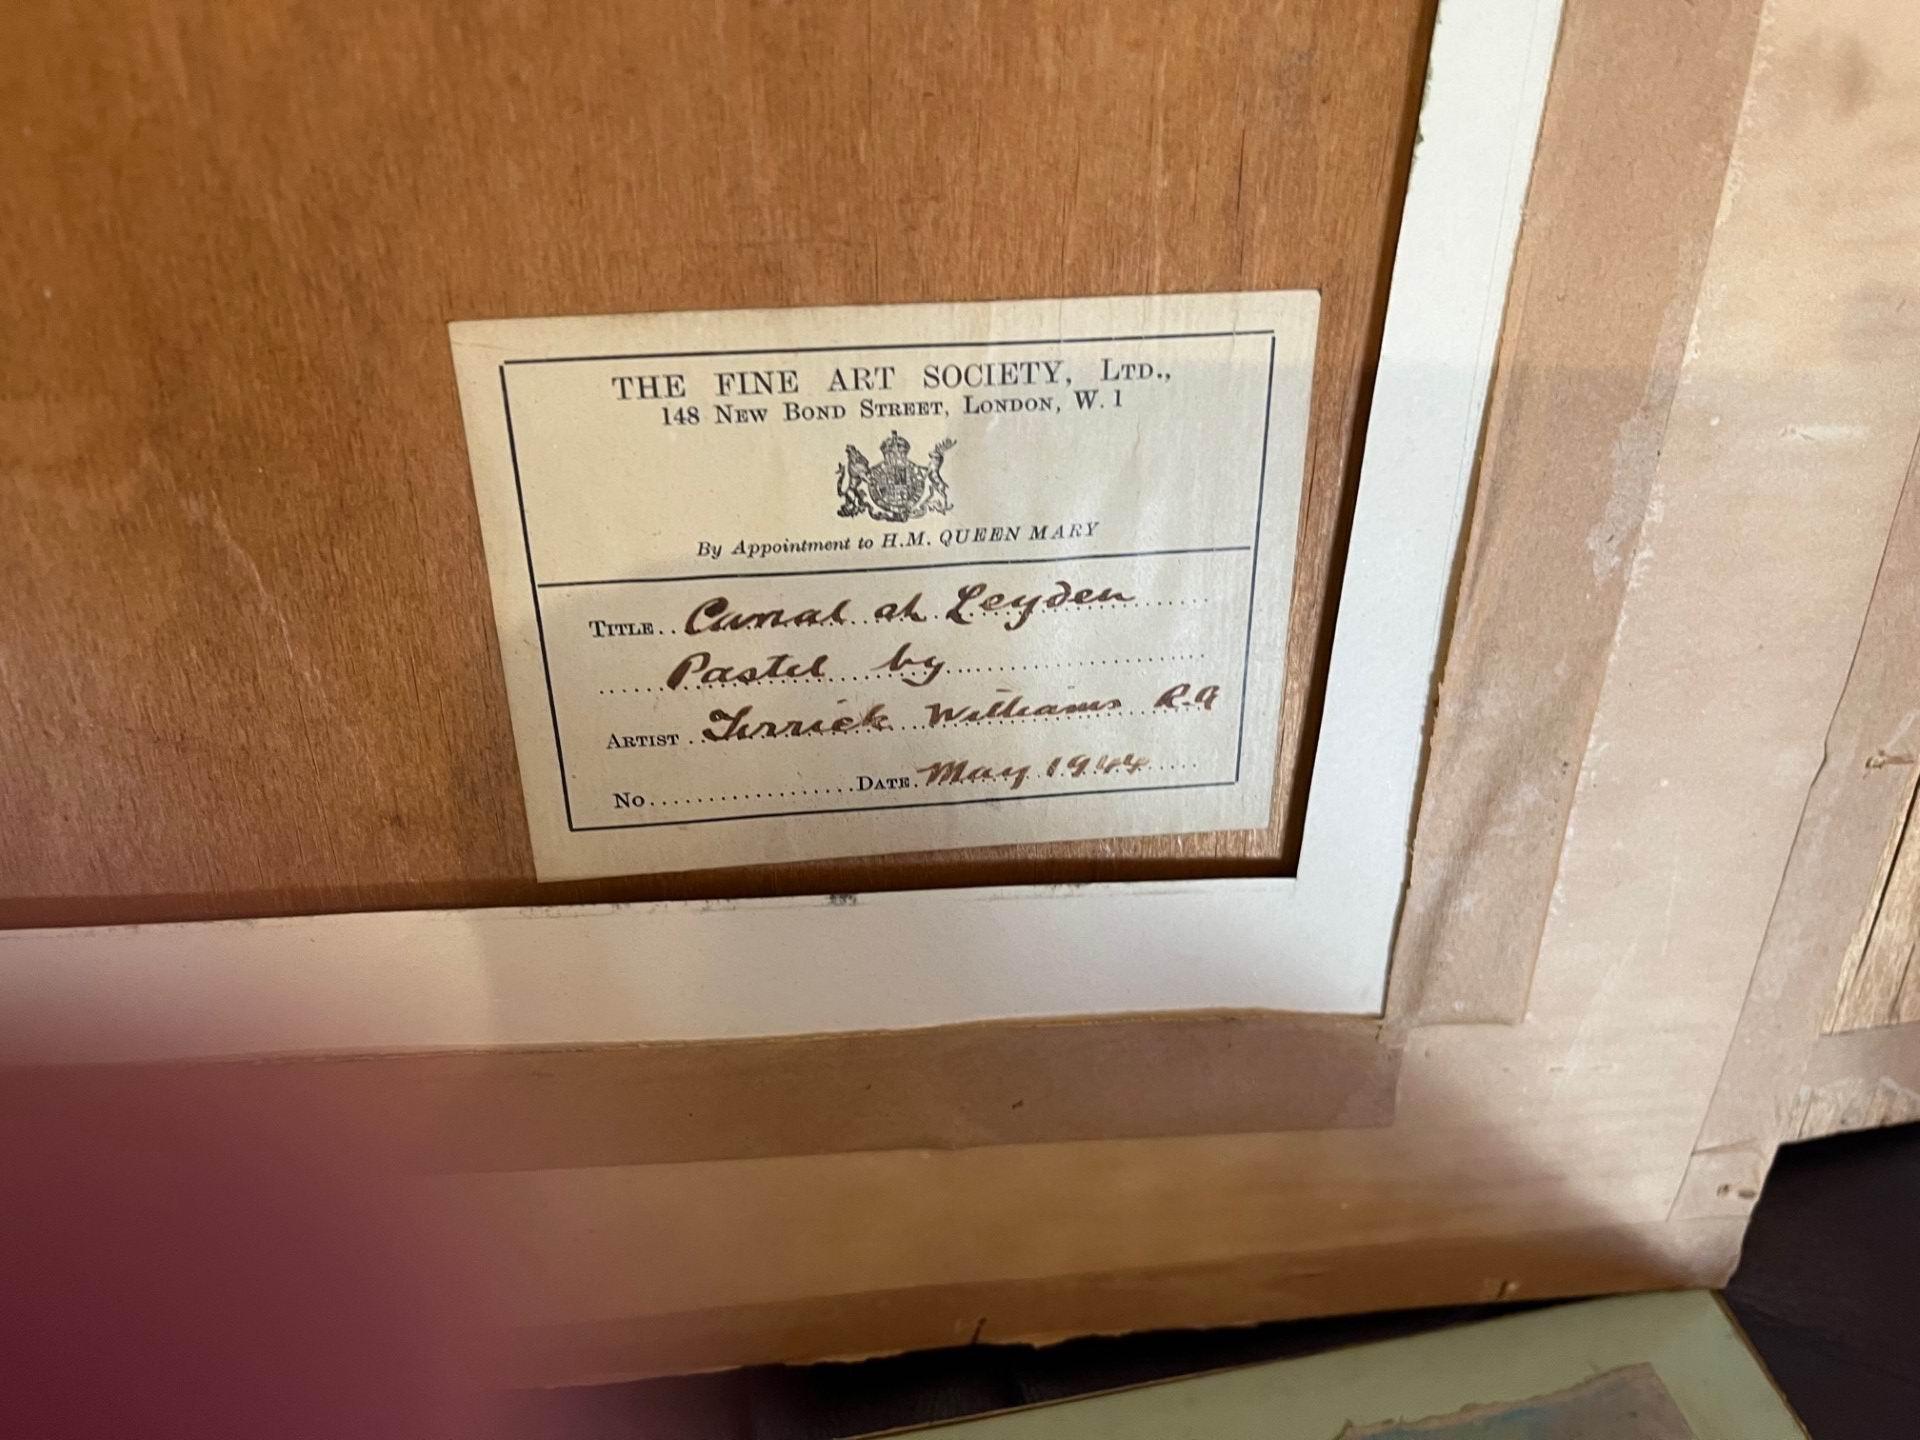 THE FINE ART SOCIETY, LTD.,
148 NEW BOND STREET, LONDON, W. 1
By Appointment to H.M. QUEEN MARY
TITLE.. Canal at Leyden
Pastel by
ARTIST. Terrick Williams R.A
No. DATE. May 1944